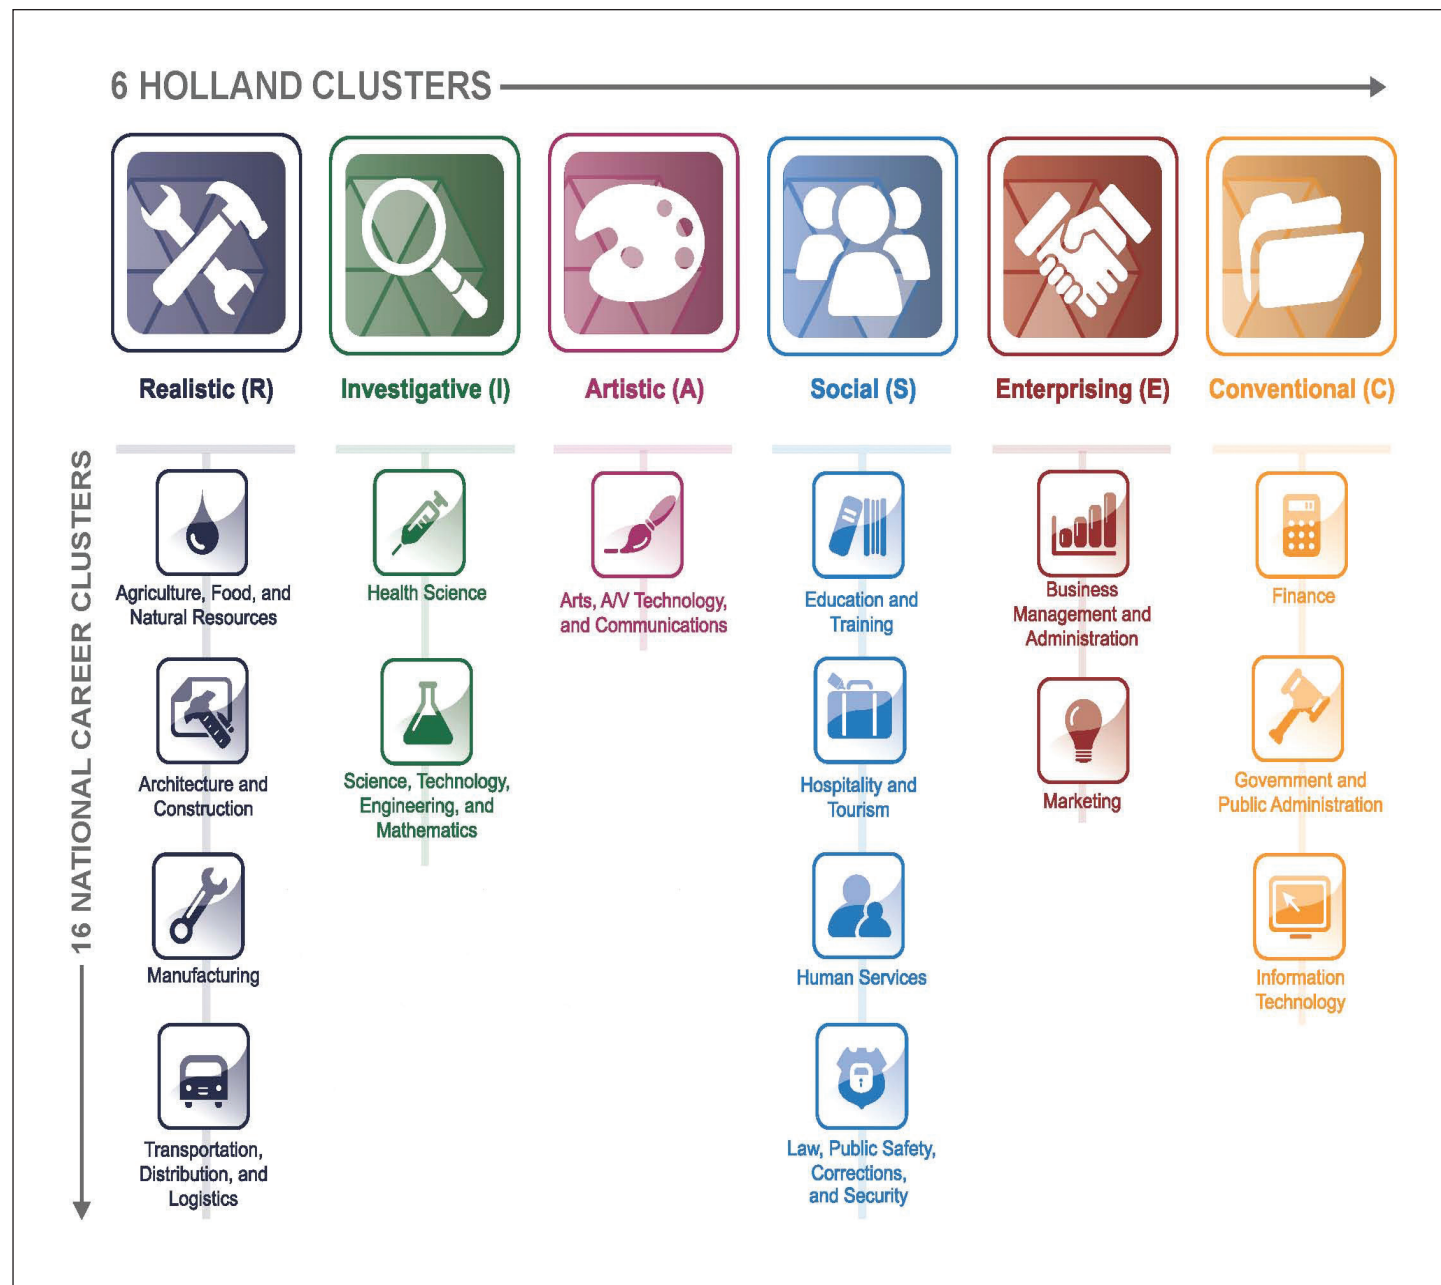 6 HOLLAND CLUSTERS
Realistic (R)
Investigative (I)
Artistic (A)
Social (S)
Enterprising (E)
Conventional (C)
16 NATIONAL CAREER CLUSTERS
Agriculture, Food, and
Natural Resources
Architecture and
Construction
Manufacturing
Transportation,
Distribution, and
Logistics
Health Science
Science, Technology,
Engineering, and
Mathematics
Arts, A/V Technology,
and Communications
Education and
Training
Hospitality and
Tourism
Human Services
Law, Public Safety,
Corrections,
and Security
Business
Management and
Administration
Marketing
Finance
Government and
Public Administration
Information
Technology